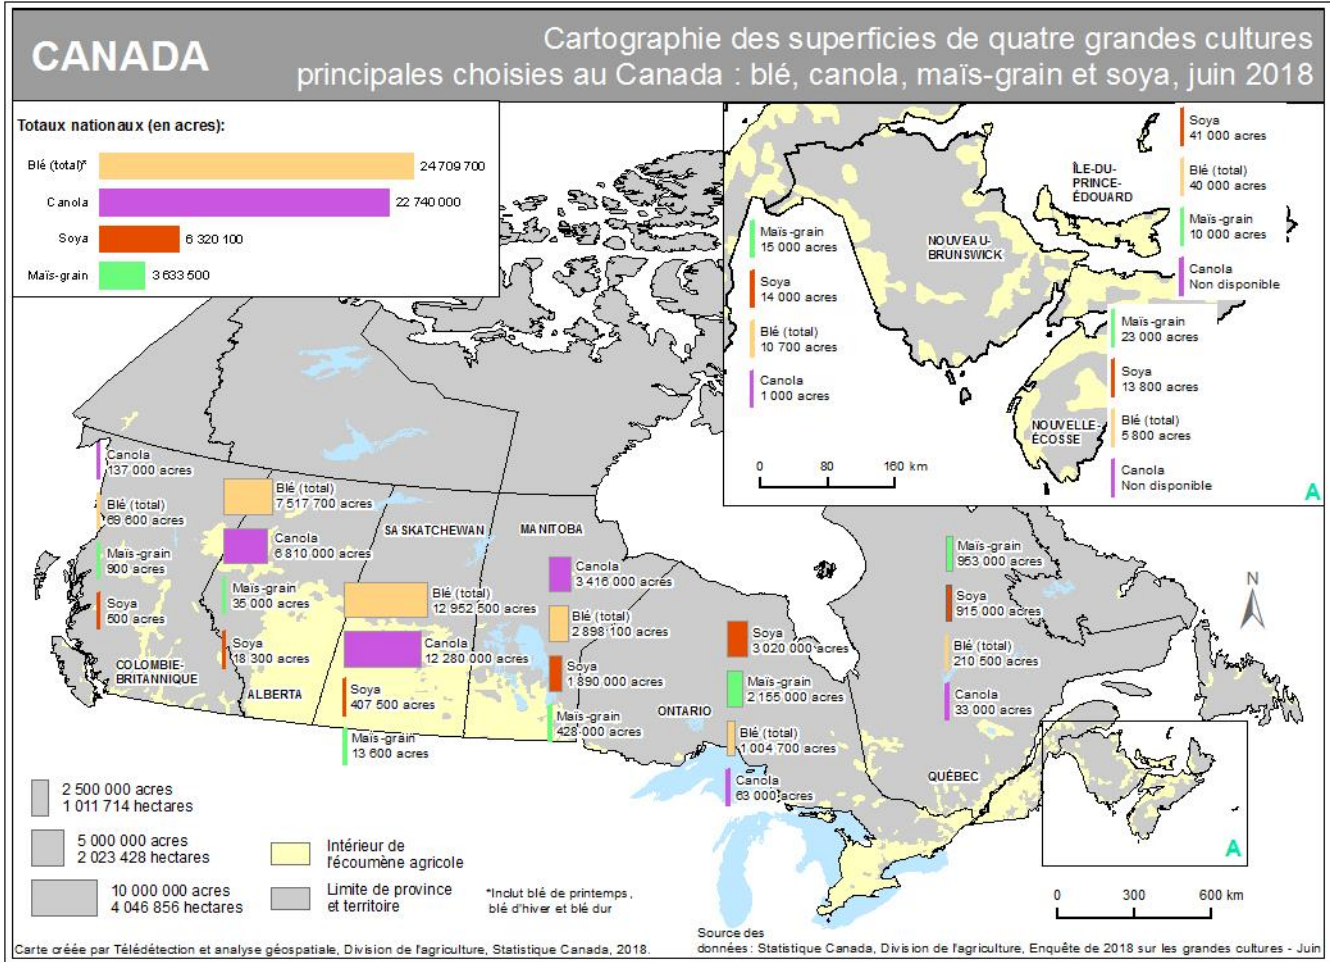 CANADA
Cartographie des superficies de quatre grandes cultures
principales choisies au Canada : blé, canola, maïs-grain et soya, juin 2018
Totaux nationaux (en acres):
Blé (total)*
24 709 700
Canola
22 740 000
Soya
6 320 100
Maïs-grain
3 633 500
Soya
41 000 acres
Blé (total)
40 000 acres
Maïs-grain
10 000 acres
Canola
Non disponible
ÎLE-DU-
PRINCE-
ÉDOUARD
NOUVEAU-
BRUNSWICK
Maïs-grain
15 000 acres
Soya
14 000 acres
Blé (total)
10 700 acres
Canola
1 000 acres
Maïs-grain
23 000 acres
Soya
13 800 acres
Blé (total)
5 800 acres
Canola
Non disponible
NOUVELLE-
ÉCOSSE
0 80 160 km
A
Canola
137 000 acres
Blé (total)
69 600 acres
Maïs-grain
900 acres
Soya
500 acres
COLOMBIE-
BRITANNIQUE
Blé (total)
7 517 700 acres
Canola
6 810 000 acres
Maïs-grain
35 000 acres
Soya
18 300 acres
ALBERTA
SASKATCHEWAN
Blé (total)
12 952 500 acres
Canola
12 280 000 acres
Soya
407 500 acres
Maïs-grain
13 600 acres
MANITOBA
Canola
3 416 000 acres
Blé (total)
2 898 100 acres
Soya
1 890 000 acres
Maïs-grain
428 000 acres
ONTARIO
Soya
3 020 000 acres
Maïs-grain
2 155 000 acres
Blé (total)
1 004 700 acres
Canola
63 000 acres
Maïs-grain
953 000 acres
Soya
915 000 acres
Blé (total)
210 500 acres
Canola
33 000 acres
QUÉBEC
N
A
0 300 600 km
2 500 000 acres
1 011 714 hectares
5 000 000 acres
2 023 428 hectares
10 000 000 acres
4 046 856 hectares
Intérieur de
l'écoumène agricole
Limite de province
et territoire
*Inclut blé de printemps,
blé d'hiver et blé dur
Carte créée par Télédétection et analyse géospatiale, Division de l'agriculture, Statistique Canada, 2018.
Source des
données : Statistique Canada, Division de l'agriculture, Enquête de 2018 sur les grandes cultures - Juin